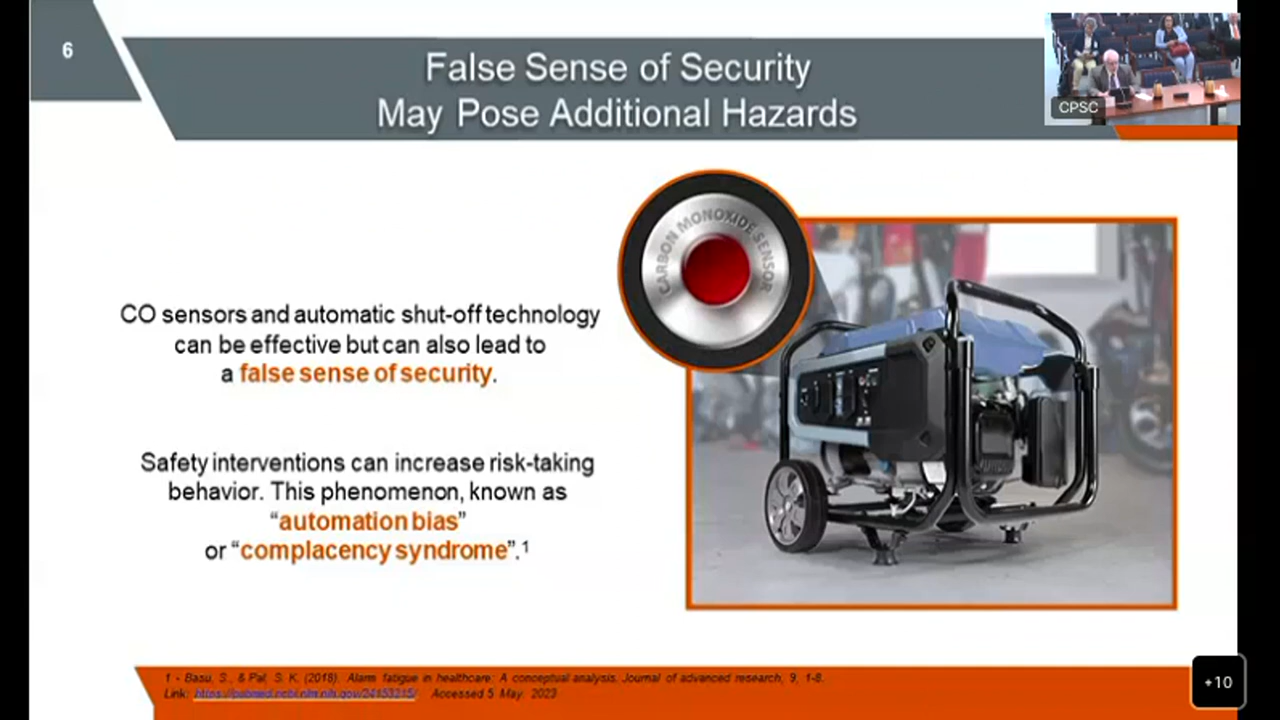 6
False Sense of Security
May Pose Additional Hazards
CPSC
CARBON MONOXIDE SENSOR
CO sensors and automatic shut-off technology
can be effective but can also lead to
a false sense of security.
Safety interventions can increase risk-taking
behavior. This phenomenon, known as
“automation bias”
or “complacency syndrome”.¹
1 - Basu, S., & Pal, S. K. (2018). Alarm fatigue in healthcare: A conceptual analysis. Journal of advanced research, 9, 1-8.
Link: https://pubmed.ncbi.nlm.nih.gov/24153215/ Accessed 5 May. 2023
+10